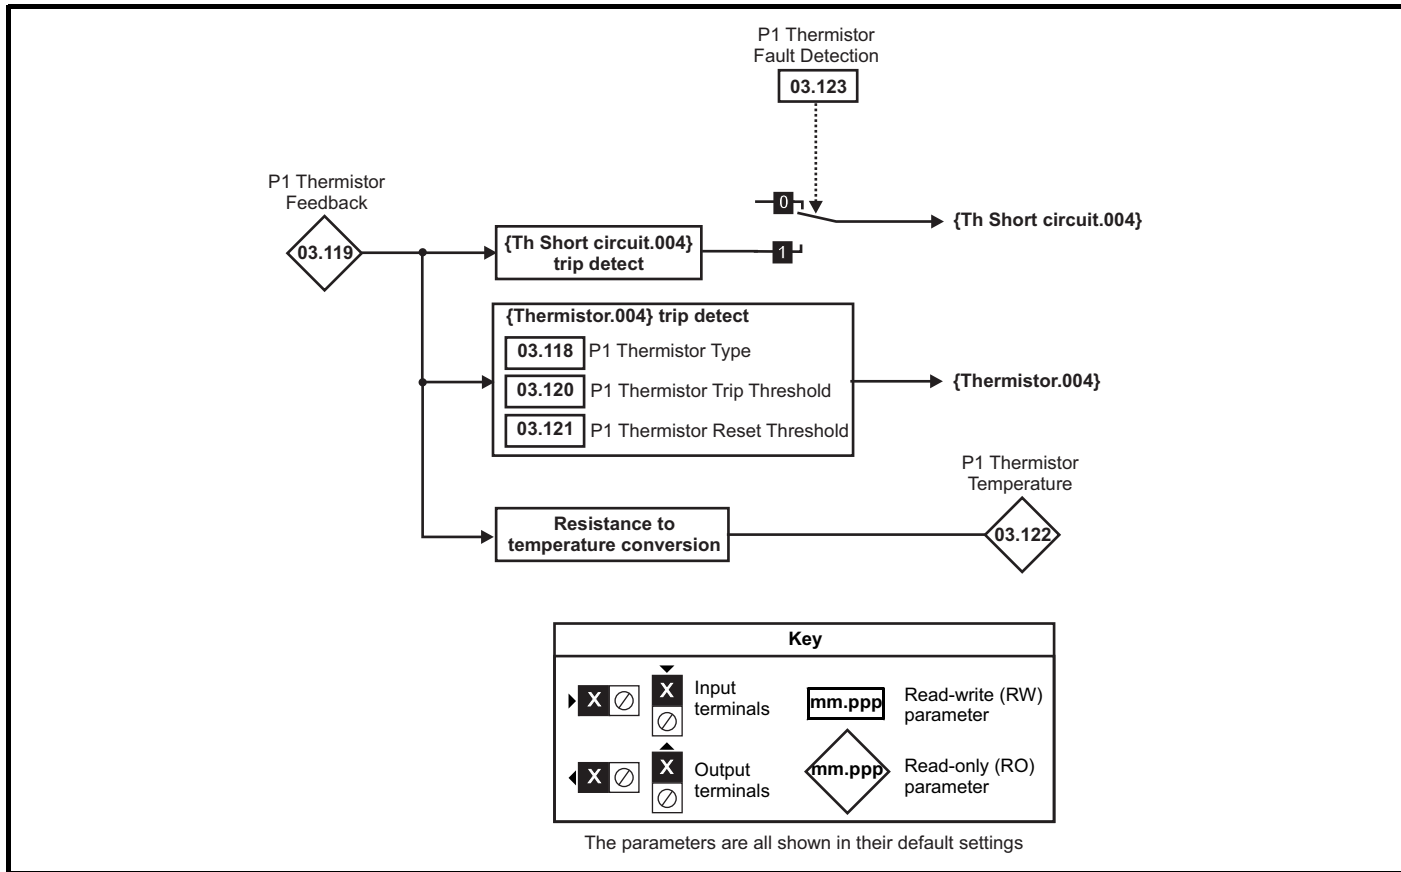 P1 Thermistor
Fault Detection
03.123
P1 Thermistor
Feedback
03.119
0
1
{Th Short circuit.004}
{Th Short circuit.004}
trip detect
{Thermistor.004} trip detect
03.118 P1 Thermistor Type
03.120 P1 Thermistor Trip Threshold
03.121 P1 Thermistor Reset Threshold
{Thermistor.004}
P1 Thermistor
Temperature
Resistance to
temperature conversion
03.122
Key
X
X
Input
terminals
mm.ppp
Read-write (RW)
parameter
X
X
Output
terminals
mm.ppp
Read-only (RO)
parameter
The parameters are all shown in their default settings